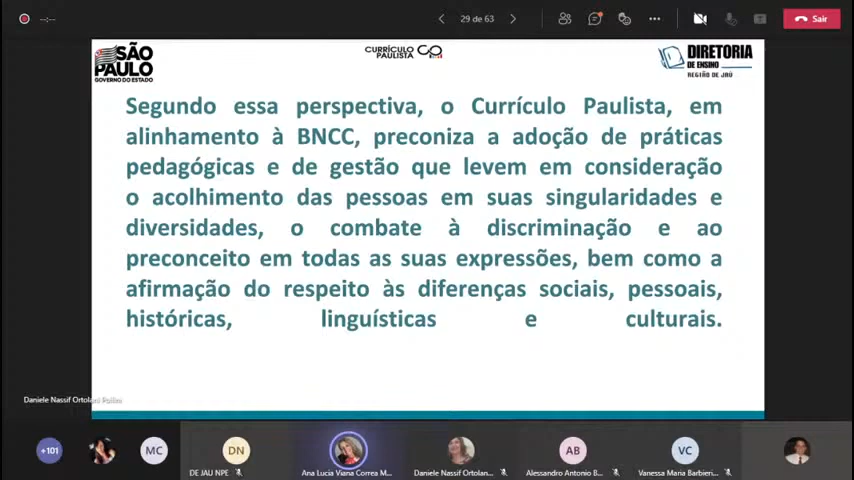 --:--
29 de 63
Sair
SÃO PAULO
GOVERNO DO ESTADO
CURRÍCULO
PAULISTA
DIRETORIA
DE ENSINO
REGIÃO DE JAÚ
Segundo essa perspectiva, o Currículo Paulista, em
alinhamento à BNCC, preconiza a adoção de práticas
pedagógicas e de gestão que levem em consideração
o acolhimento das pessoas em suas singularidades e
diversidades, o combate à discriminação e ao
preconceito em todas as suas expressões, bem como a
afirmação do respeito às diferenças sociais, pessoais,
históricas, linguísticas e culturais.
Daniele Nassif Ortolani
+101
MC
DN
AB
VC
DE JAU NPE
Ana Lucia Viana Correa M...
Daniele Nassif Ortolan...
Alessandro Antonio B...
Vanessa Maria Barbieri...